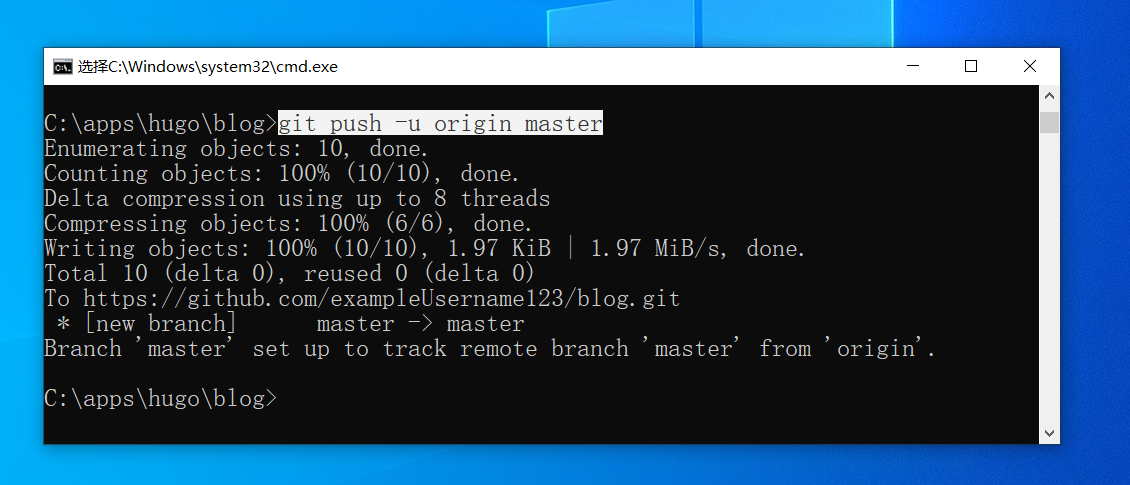 选择C:\Windows\system32\cmd.exe
C:\apps\hugo\blog>git push -u origin master
Enumerating objects: 10, done.
Counting objects: 100% (10/10), done.
Delta compression using up to 8 threads
Compressing objects: 100% (6/6), done.
Writing objects: 100% (10/10), 1.97 KiB | 1.97 MiB/s, done.
Total 10 (delta 0), reused 0 (delta 0)
To https://github.com/exampleUsername123/blog.git
 * [new branch]      master -> master
Branch 'master' set up to track remote branch 'master' from 'origin'.
C:\apps\hugo\blog>